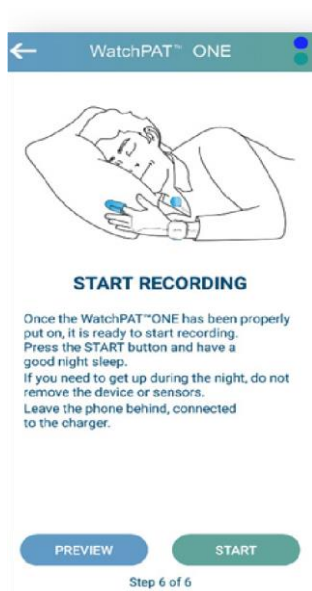 WatchPAT™ ONE
START RECORDING
Once the WatchPAT™ONE has been properly
put on, it is ready to start recording.
Press the START button and have a
good night sleep.
If you need to get up during the night, do not
remove the device or sensors.
Leave the phone behind, connected
to the charger.
PREVIEW START
Step 6 of 6